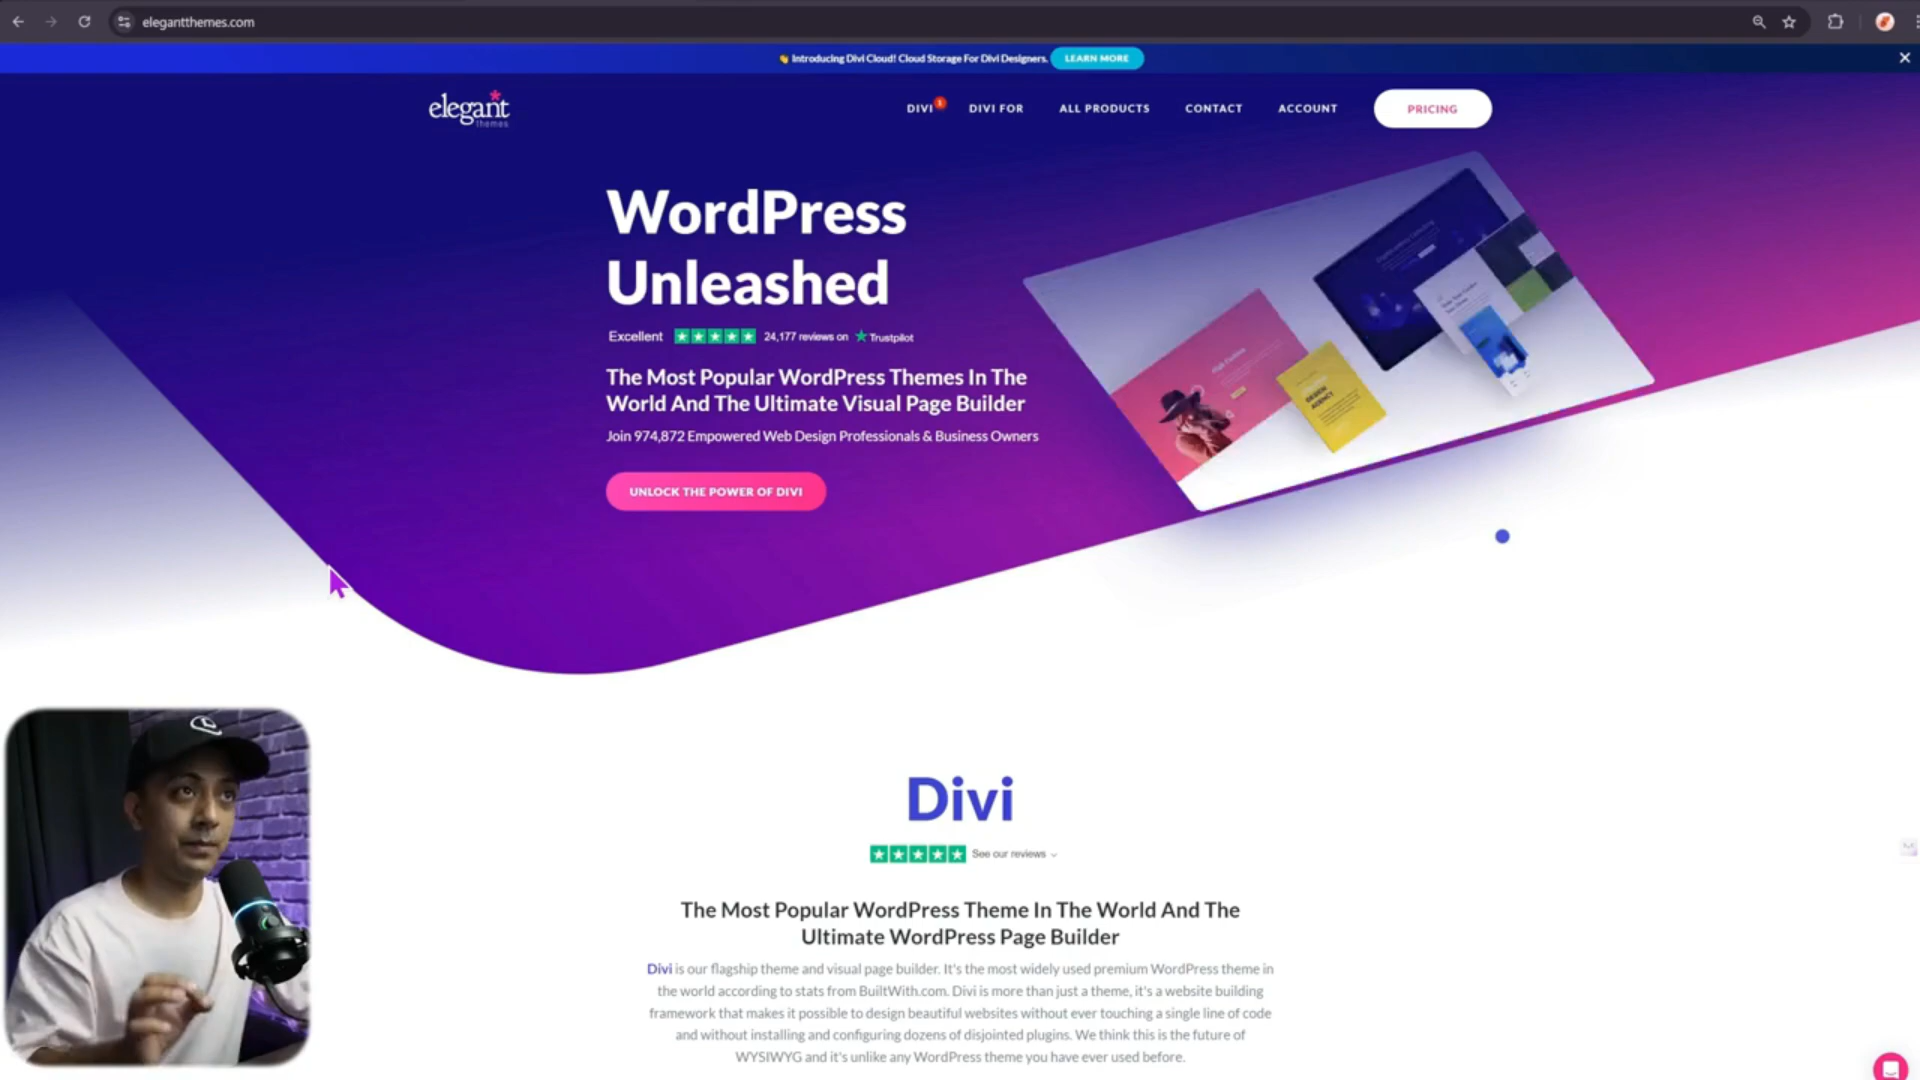 elegantthemes.com
Introducing Divi Cloud! Cloud Storage For Divi Designers. LEARN MORE
elegant
themes
DIVI 1 DIVI FOR ALL PRODUCTS CONTACT ACCOUNT PRICING
WordPress
Unleashed
Excellent 24,177 reviews on Trustpilot
The Most Popular WordPress Themes In The
World And The Ultimate Visual Page Builder
Join 974,872 Empowered Web Design Professionals & Business Owners
UNLOCK THE POWER OF DIVI
DESIGN
AGENCY
Divi
See our reviews
The Most Popular WordPress Theme In The World And The
Ultimate WordPress Page Builder
Divi is our flagship theme and visual page builder. It's the most widely used premium WordPress theme in
the world according to stats from BuiltWith.com. Divi is more than just a theme, it's a website building
framework that makes it possible to design beautiful websites without ever touching a single line of code
and without installing and configuring dozens of disjointed plugins. We think this is the future of
WYSIWYG and it's unlike any WordPress theme you have ever used before.